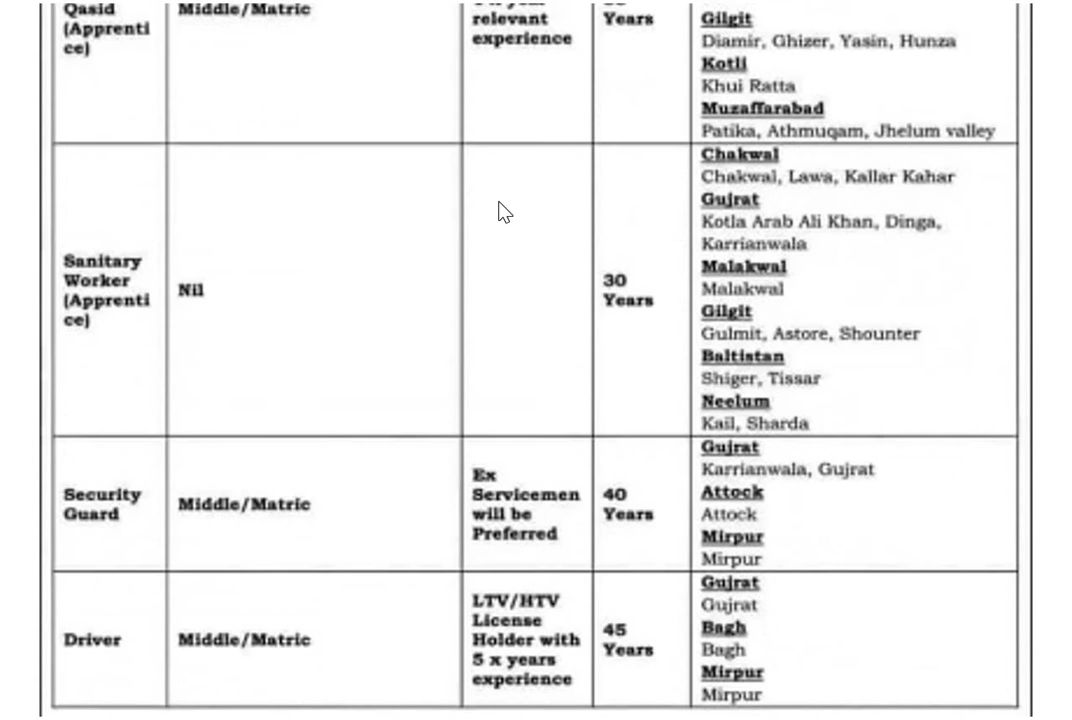 Qasid
(Apprenti
ce)
Middle/Matric
relevant
experience
Years
Gilgit
Diamir, Ghizer, Yasin, Hunza
Kotli
Khui Ratta
Muzaffarabad
Patika, Athmuqam, Jhelum valley
Sanitary
Worker
(Apprenti
ce)
Nil
30
Years
Chakwal
Chakwal, Lawa, Kallar Kahar
Gujrat
Kotla Arab Ali Khan, Dinga,
Karrianwala
Malakwal
Malakwal
Gilgit
Gulmit, Astore, Shounter
Baltistan
Shiger, Tissar
Neelum
Kail, Sharda
Security
Guard
Middle/Matric
Ex
Servicemen
will be
Preferred
40
Years
Gujrat
Karrianwala, Gujrat
Attock
Attock
Mirpur
Mirpur
Driver
Middle/Matric
LTV/HTV
License
Holder with
5 x years
experience
45
Years
Gujrat
Gujrat
Bagh
Bagh
Mirpur
Mirpur